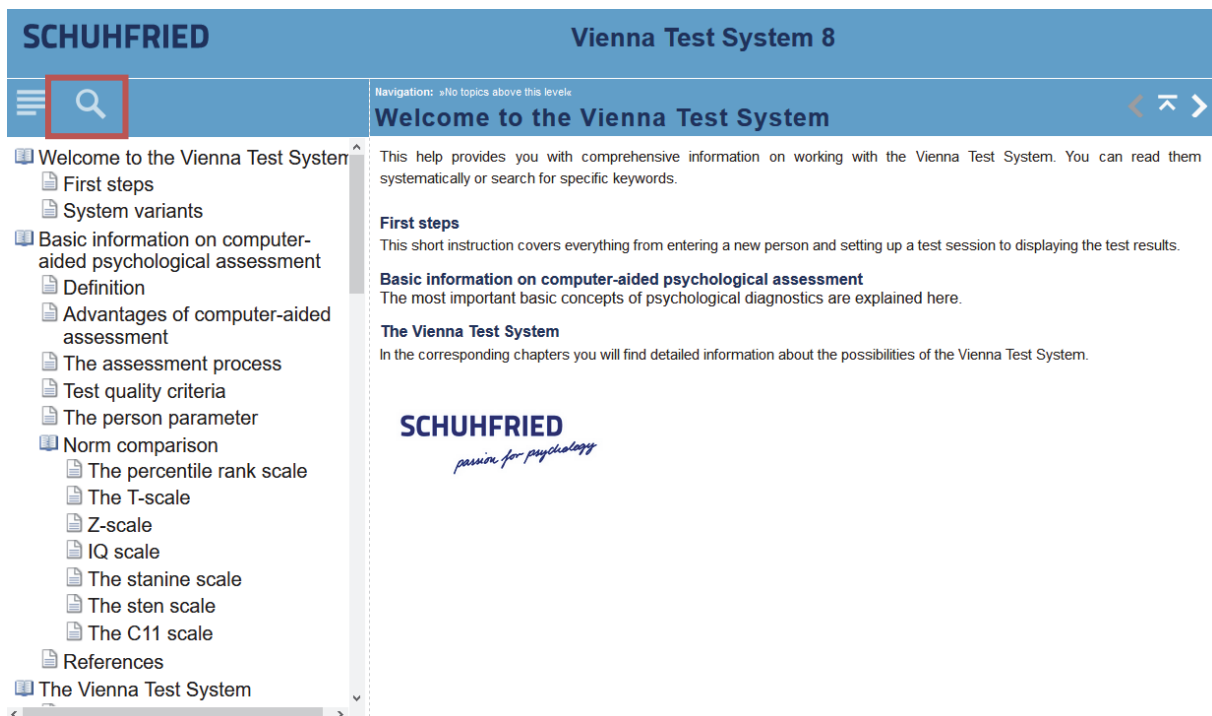 SCHUHFRIED
Vienna Test System 8
Navigation: »No topics above this level«
Welcome to the Vienna Test System
Welcome to the Vienna Test System
First steps
System variants
Basic information on computer-
aided psychological assessment
Definition
Advantages of computer-aided
assessment
The assessment process
Test quality criteria
The person parameter
Norm comparison
The percentile rank scale
The T-scale
Z-scale
IQ scale
The stanine scale
The sten scale
The C11 scale
References
The Vienna Test System
This help provides you with comprehensive information on working with the Vienna Test System. You can read them
systematically or search for specific keywords.
First steps
This short instruction covers everything from entering a new person and setting up a test session to displaying the test results.
Basic information on computer-aided psychological assessment
The most important basic concepts of psychological diagnostics are explained here.
The Vienna Test System
In the corresponding chapters you will find detailed information about the possibilities of the Vienna Test System.
SCHUHFRIED
passion for psychology